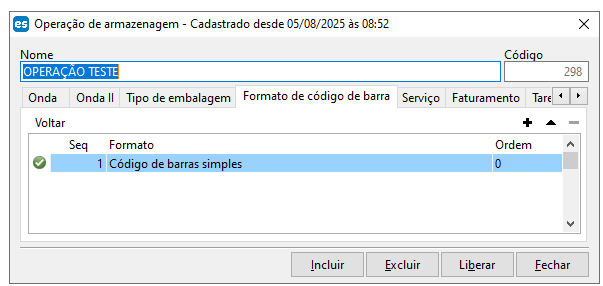 es Operação de armazenagem - Cadastrado desde 05/08/2025 às 08:52
Nome Código
OPERAÇÃO TESTE 298
Onda Onda II Tipo de embalagem Formato de código de barra Serviço Faturamento Tare
Voltar
Seq Formato Ordem
1 Código de barras simples 0
Incluir Excluir Liberar Fechar